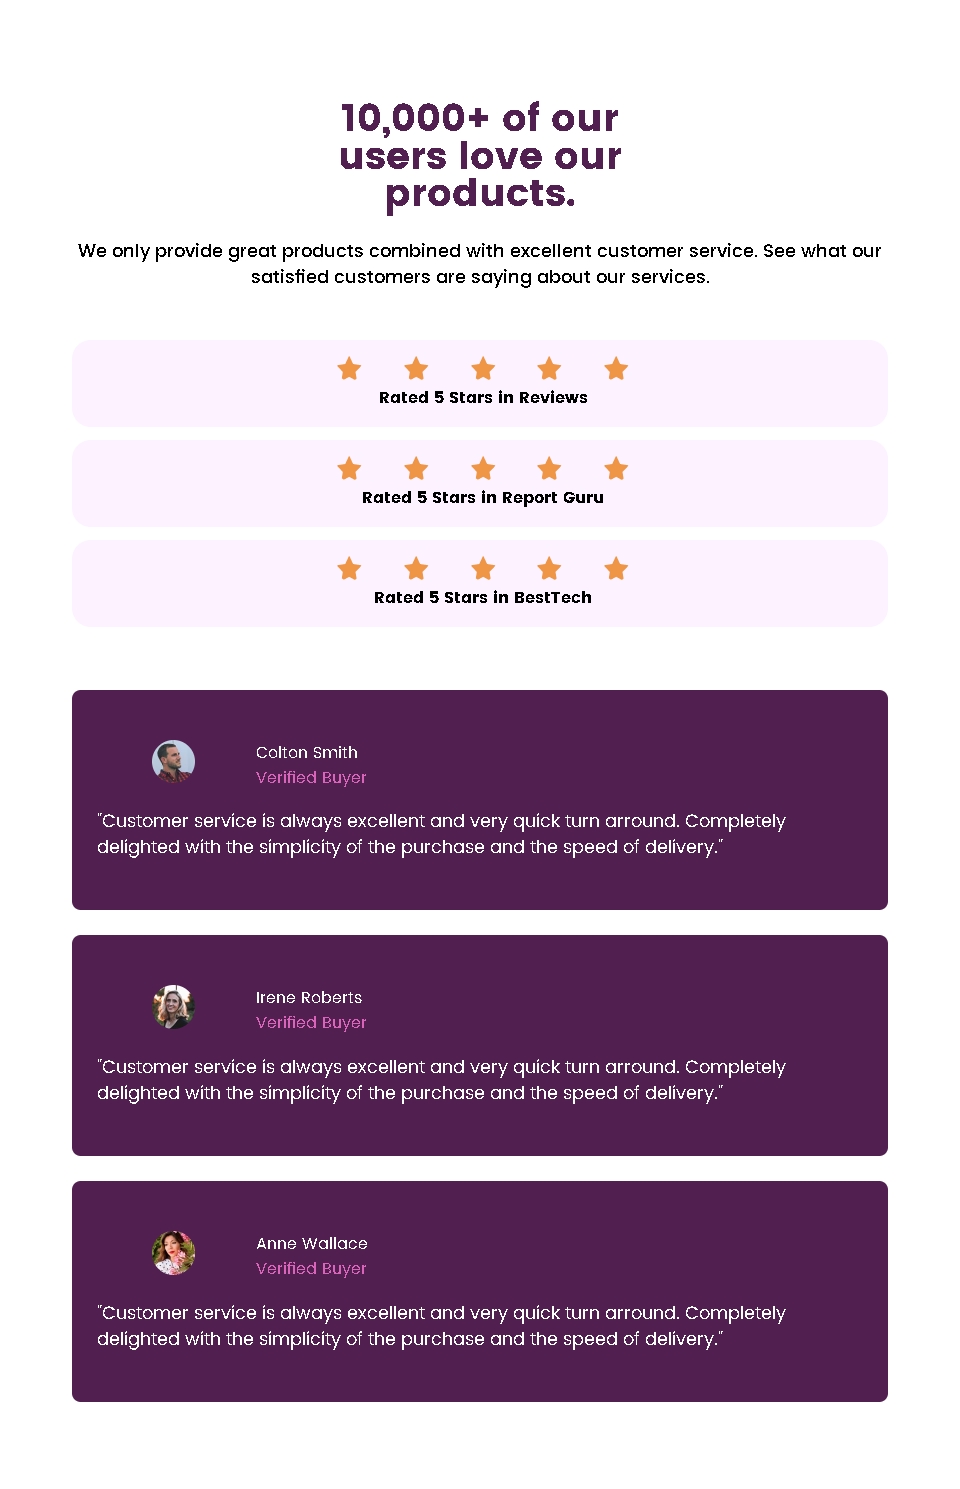 10,000+ of our
users love our
products.
We only provide great products combined with excellent customer service. See what our
satisfied customers are saying about our services.
Rated 5 Stars in Reviews
Rated 5 Stars in Report Guru
Rated 5 Stars in BestTech
Colton Smith
Verified Buyer
"Customer service is always excellent and very quick turn arround. Completely
delighted with the simplicity of the purchase and the speed of delivery."
Irene Roberts
Verified Buyer
"Customer service is always excellent and very quick turn arround. Completely
delighted with the simplicity of the purchase and the speed of delivery."
Anne Wallace
Verified Buyer
"Customer service is always excellent and very quick turn arround. Completely
delighted with the simplicity of the purchase and the speed of delivery."